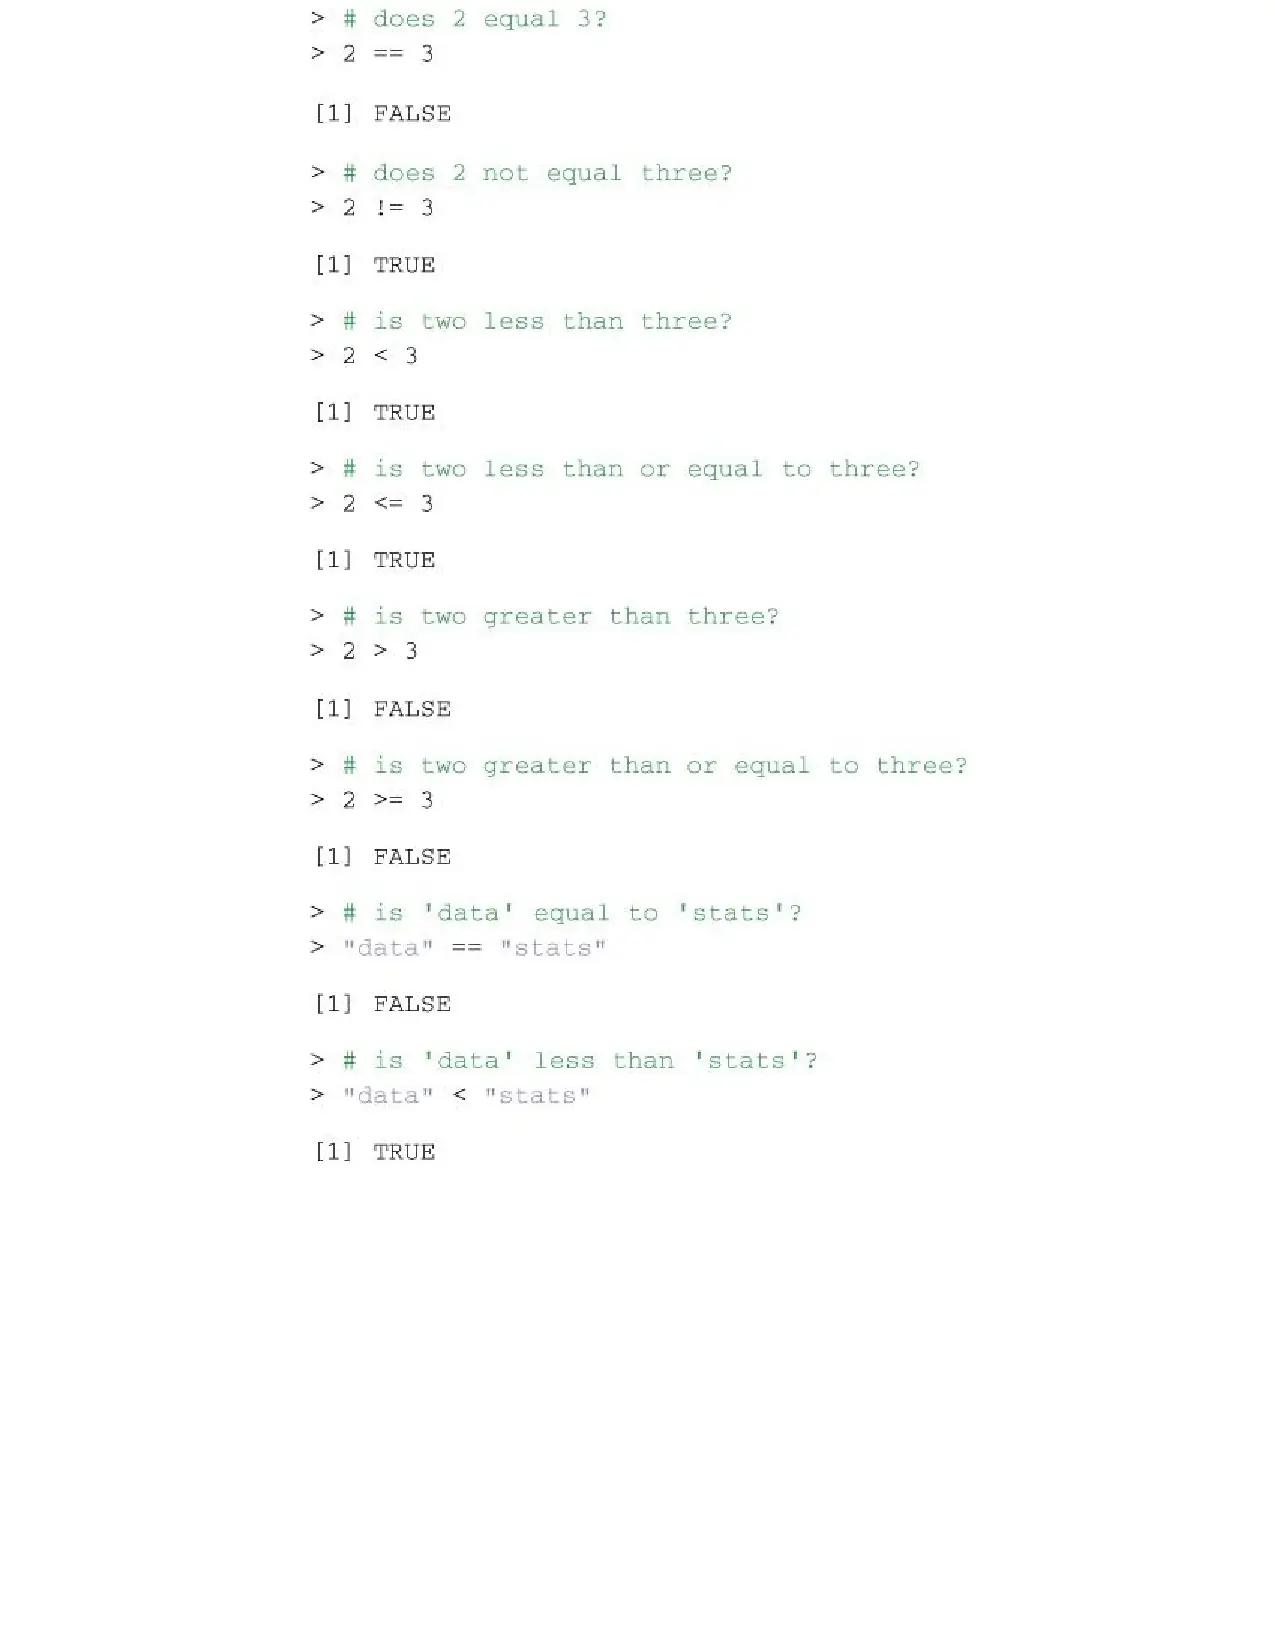 > # does 2 equal 3?
> 2 == 3
[1] FALSE
> # does 2 not equal three?
> 2 != 3
[1] TRUE
> # is two less than three?
> 2 < 3
[1] TRUE
> # is two less than or equal to three?
> 2 <= 3
[1] TRUE
> # is two greater than three?
> 2 > 3
[1] FALSE
> # is two greater than or equal to three?
> 2 >= 3
[1] FALSE
> # is 'data' equal to 'stats'?
> "data" == "stats"
[1] FALSE
> # is 'data' less than 'stats'?
> "data" < "stats"
[1] TRUE